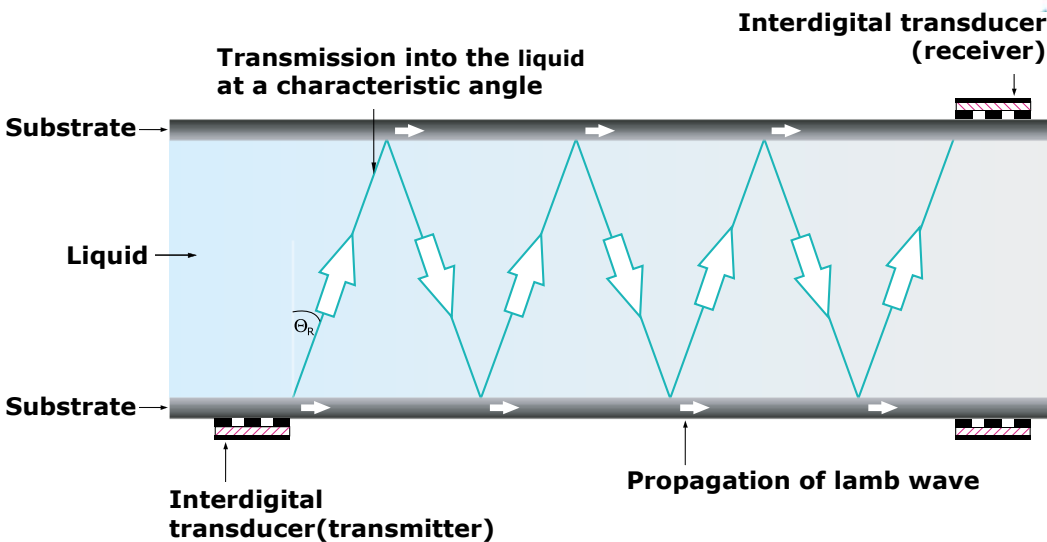 Interdigital transducer
(receiver)
Transmission into the liquid
at a characteristic angle
Substrate
Liquid
ΘR
Substrate
Propagation of lamb wave
Interdigital
transducer(transmitter)